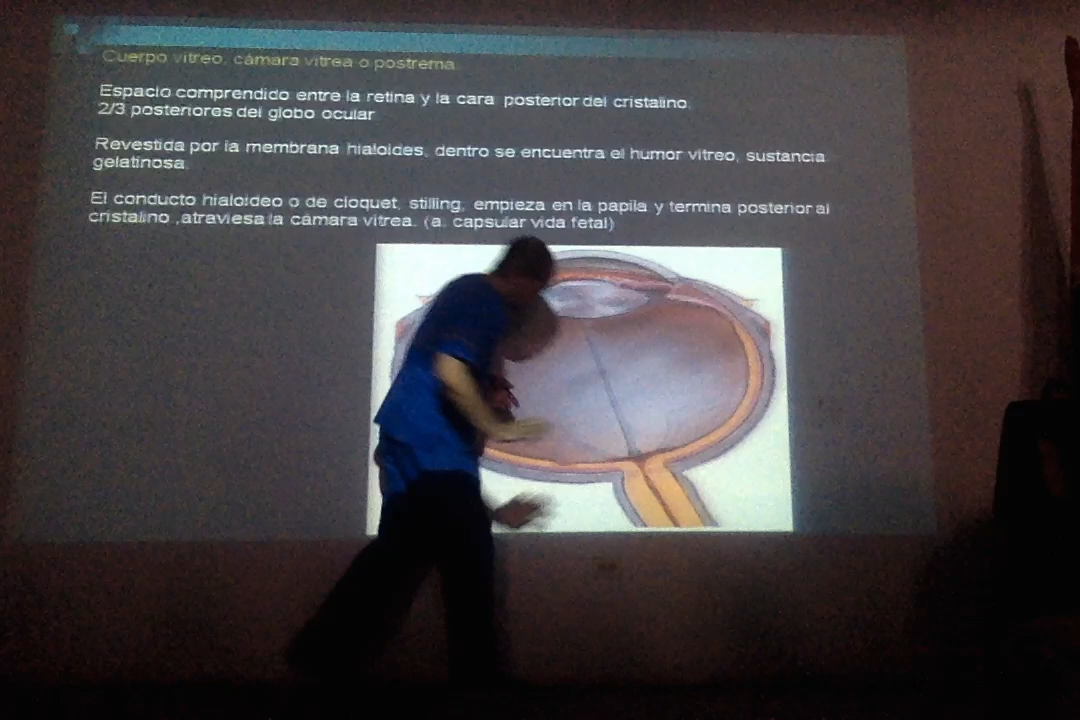 Cuerpo vitreo, cámara vitrea o postrema.
Espacio comprendido entre la retina y la cara posterior del cristalino.
2/3 posteriores del globo ocular
Revestida por la membrana hialoides, dentro se encuentra el humor vitreo, sustancia
gelatinosa.
El conducto hialoideo o de cloquet, stilling, empieza en la papila y termina posterior al
cristalino ,atraviesa la cámara vitrea. (a. capsular vida fetal)